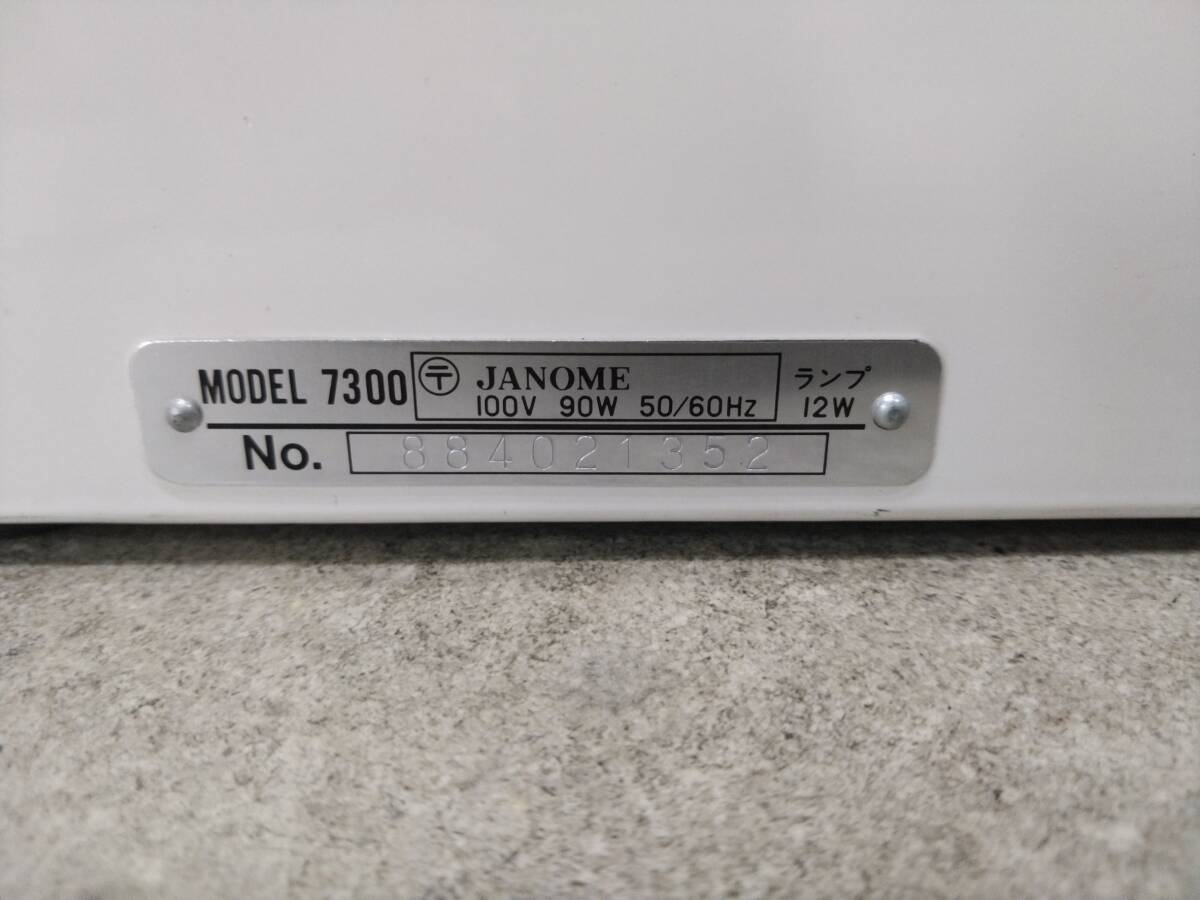 MODEL 7300 〒 JANOME ランプ
100V 90W 50/60Hz 12W
No. 884021352